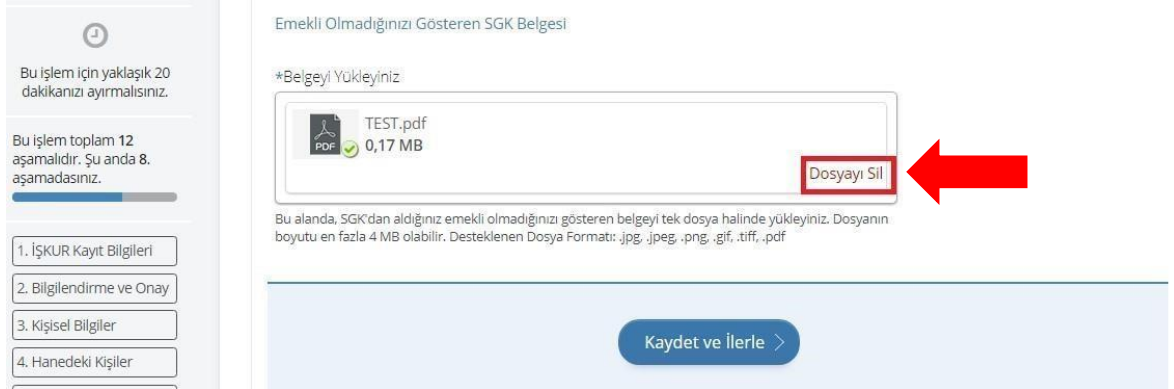 Bu işlem için yaklaşık 20
dakikanızı ayırmalısınız.
Bu işlem toplam 12
aşamalıdır. Şu anda 8.
aşamadasınız.
1. İŞKUR Kayıt Bilgileri
2. Bilgilendirme ve Onay
3. Kişisel Bilgiler
4. Hanedeki Kişiler
Emekli Olmadığınızı Gösteren SGK Belgesi
*Belgeyi Yükleyiniz
TEST.pdf
PDF
0,17 MB
Dosyayı Sil
Bu alanda, SGK'dan aldığınız emekli olmadığınızı gösteren belgeyi tek dosya halinde yükleyiniz. Dosyanın
boyutu en fazla 4 MB olabilir. Desteklenen Dosya Formatı: .jpg, .jpeg, .png, .gif, .tiff, .pdf
Kaydet ve İlerle